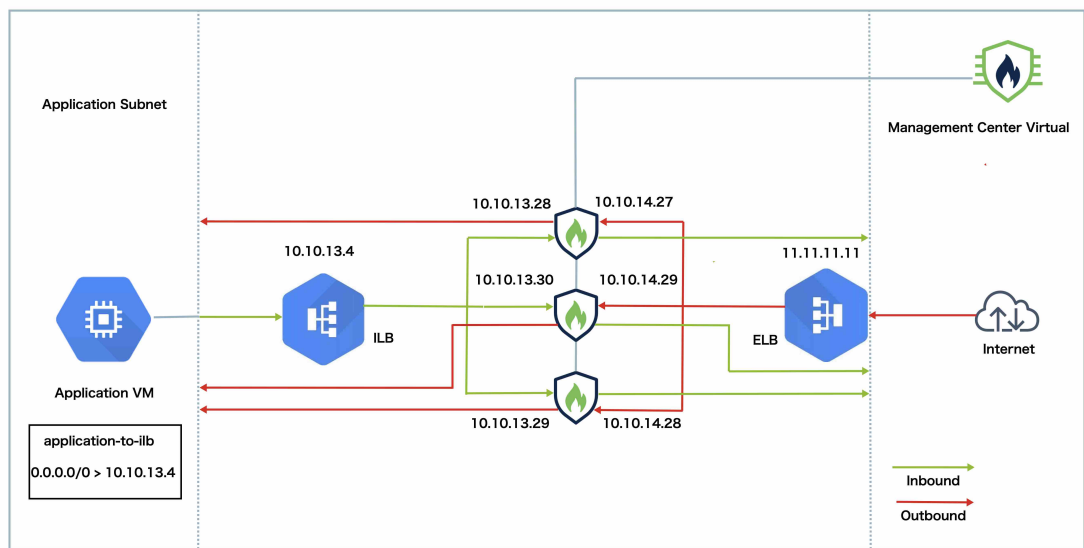 Application Subnet
Management Center Virtual
10.10.13.28
10.10.14.27
10.10.13.4
11.11.11.11
10.10.13.30
10.10.14.29
ILB
ELB
Internet
Application VM
10.10.13.29
10.10.14.28
application-to-ilb
0.0.0.0/0 > 10.10.13.4
Inbound
Outbound